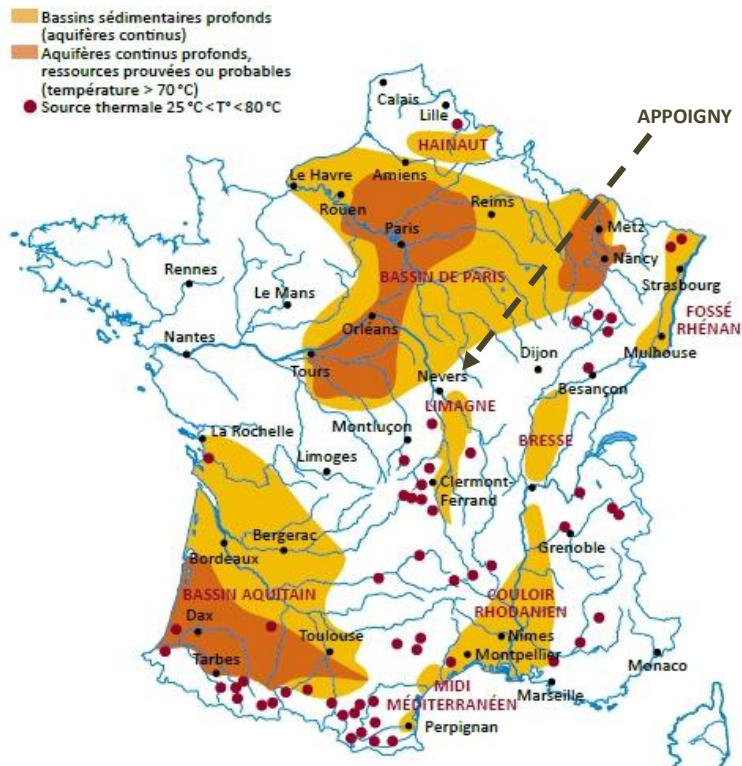 Bassins sédimentaires profonds
(aquifères continus)
Aquifères continus profonds,
ressources prouvées ou probables
(température > 70 °C)
Source thermale 25 °C < T° < 80 °C
Calais
Lille
APPOIGNY
HAINAUT
Le Havre
Amiens
Rouen
Reims
Paris
Metz
Nancy
BASSIN DE PARIS
Strasbourg
Rennes
Le Mans
FOSSÉ
RHÉNAN
Orléans
Nantes
Tours
Dijon
Mulhouse
Nevers
Besançon
LIMAGNE
La Rochelle
Montluçon
BRESSE
Limoges
Clermont-
Ferrand
Bergerac
Grenoble
Bordeaux
BASSIN AQUITAIN
COULOIR
RHODANIEN
Dax
Toulouse
Nîmes
Tarbes
Montpellier
Monaco
MIDI
MÉDITERRANÉEN
Marseille
Perpignan